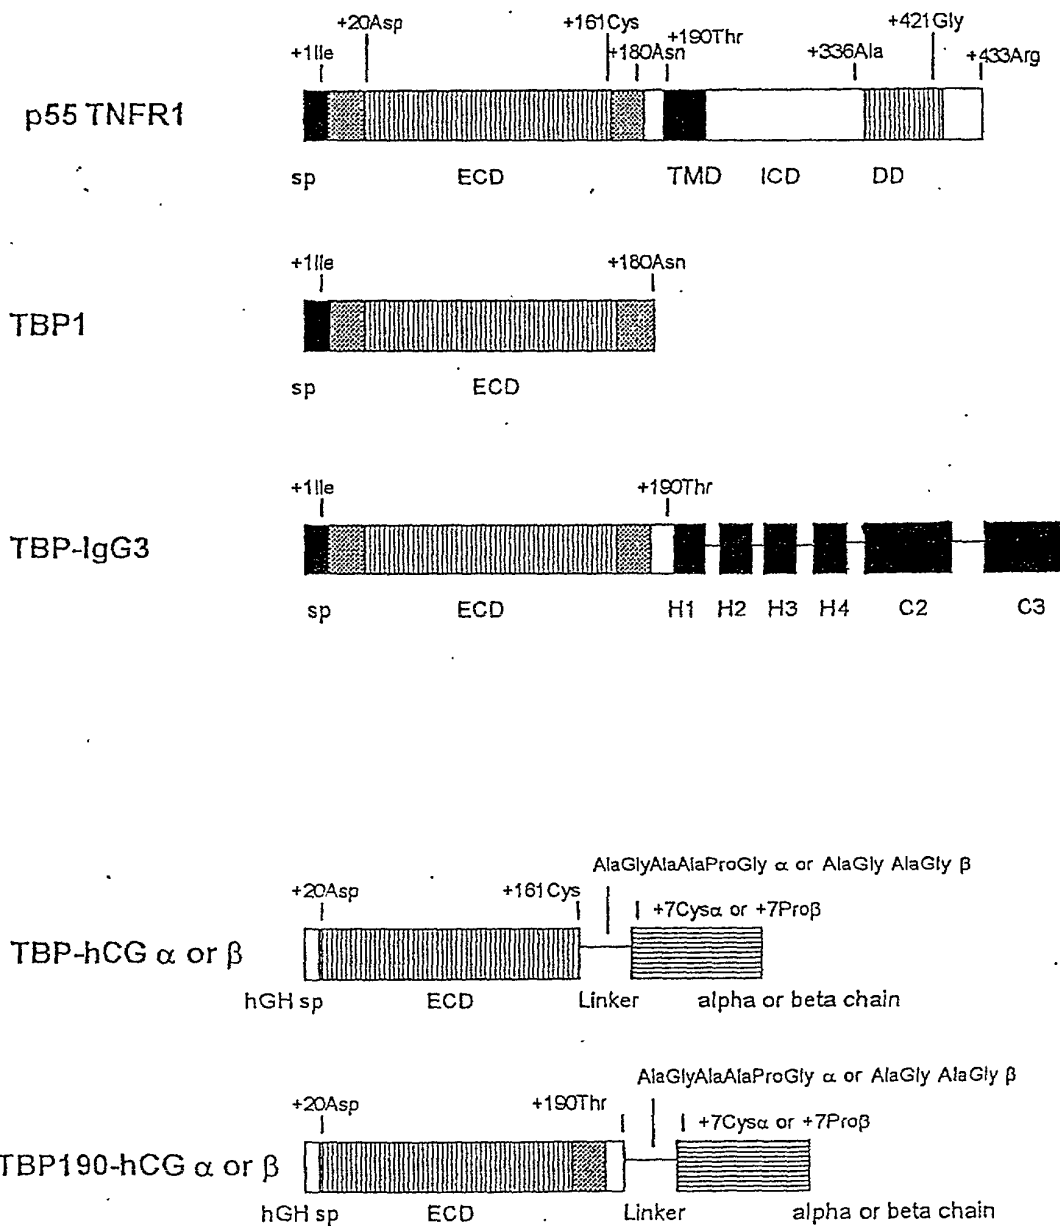 +20Asp +161Cys +421Gly
+1Ile +180Asn +190Thr +336Ala +433Arg
p55 TNFR1
sp ECD TMD ICD DD
+1Ile +180Asn
TBP1
sp ECD
+1Ile +190Thr
TBP-IgG3
sp ECD H1 H2 H3 H4 C2 C3
AlaGlyAlaAlaProGly α or AlaGly AlaGly β
+20Asp +161Cys +7Cysα or +7Proβ
TBP-hCG α or β
hGH sp ECD Linker alpha or beta chain
AlaGlyAlaAlaProGly α or AlaGly AlaGly β
+20Asp +190Thr +7Cysα or +7Proβ
TBP190-hCG α or β
hGH sp ECD Linker alpha or beta chain